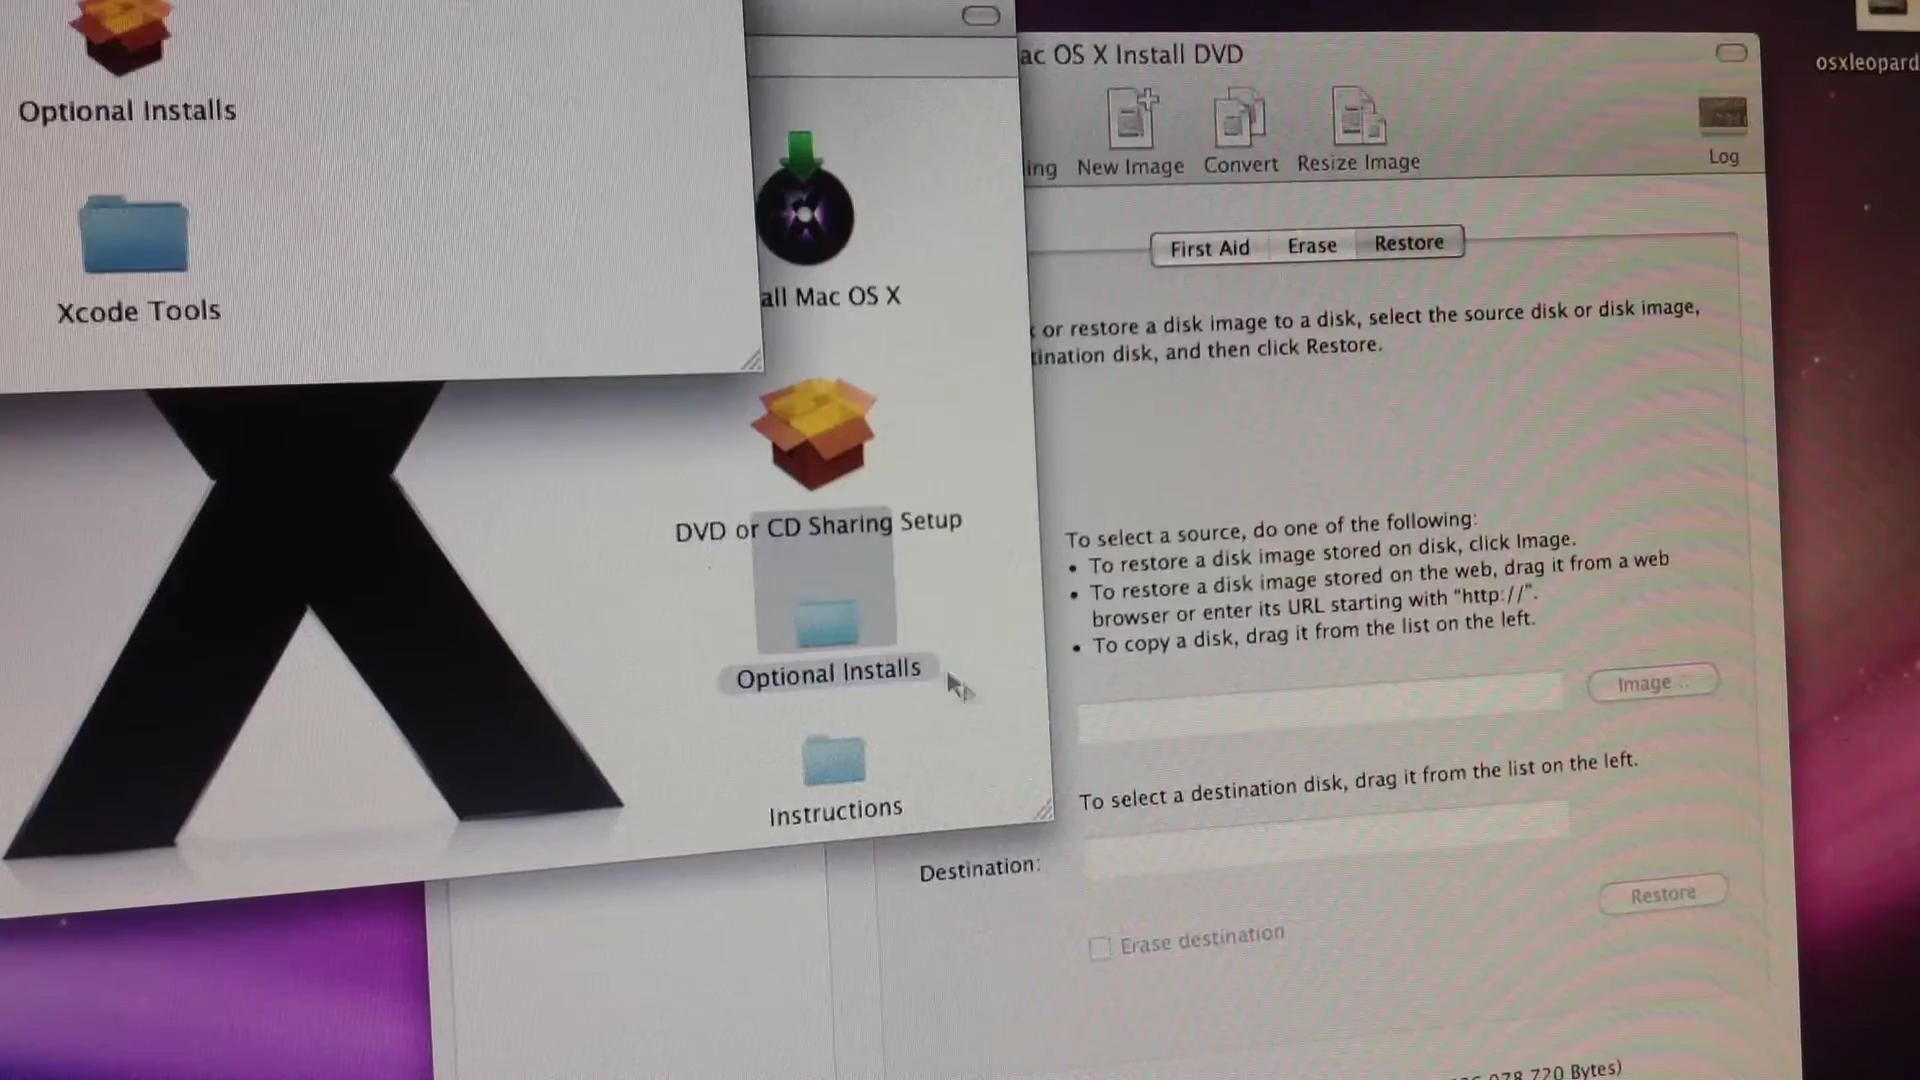 Optional Installs
Xcode Tools
all Mac OS X
DVD or CD Sharing Setup
Optional Installs
Instructions
ac OS X Install DVD
osxleopard
ing
New Image
Convert
Resize Image
Log
First Aid
Erase
Restore
or restore a disk image to a disk, select the source disk or disk image,
tination disk, and then click Restore.
To select a source, do one of the following:
• To restore a disk image stored on disk, click Image.
• To restore a disk image stored on the web, drag it from a web
browser or enter its URL starting with "http://".
• To copy a disk, drag it from the list on the left.
Image...
To select a destination disk, drag it from the list on the left.
Destination:
Restore
Erase destination
078,720 Bytes)